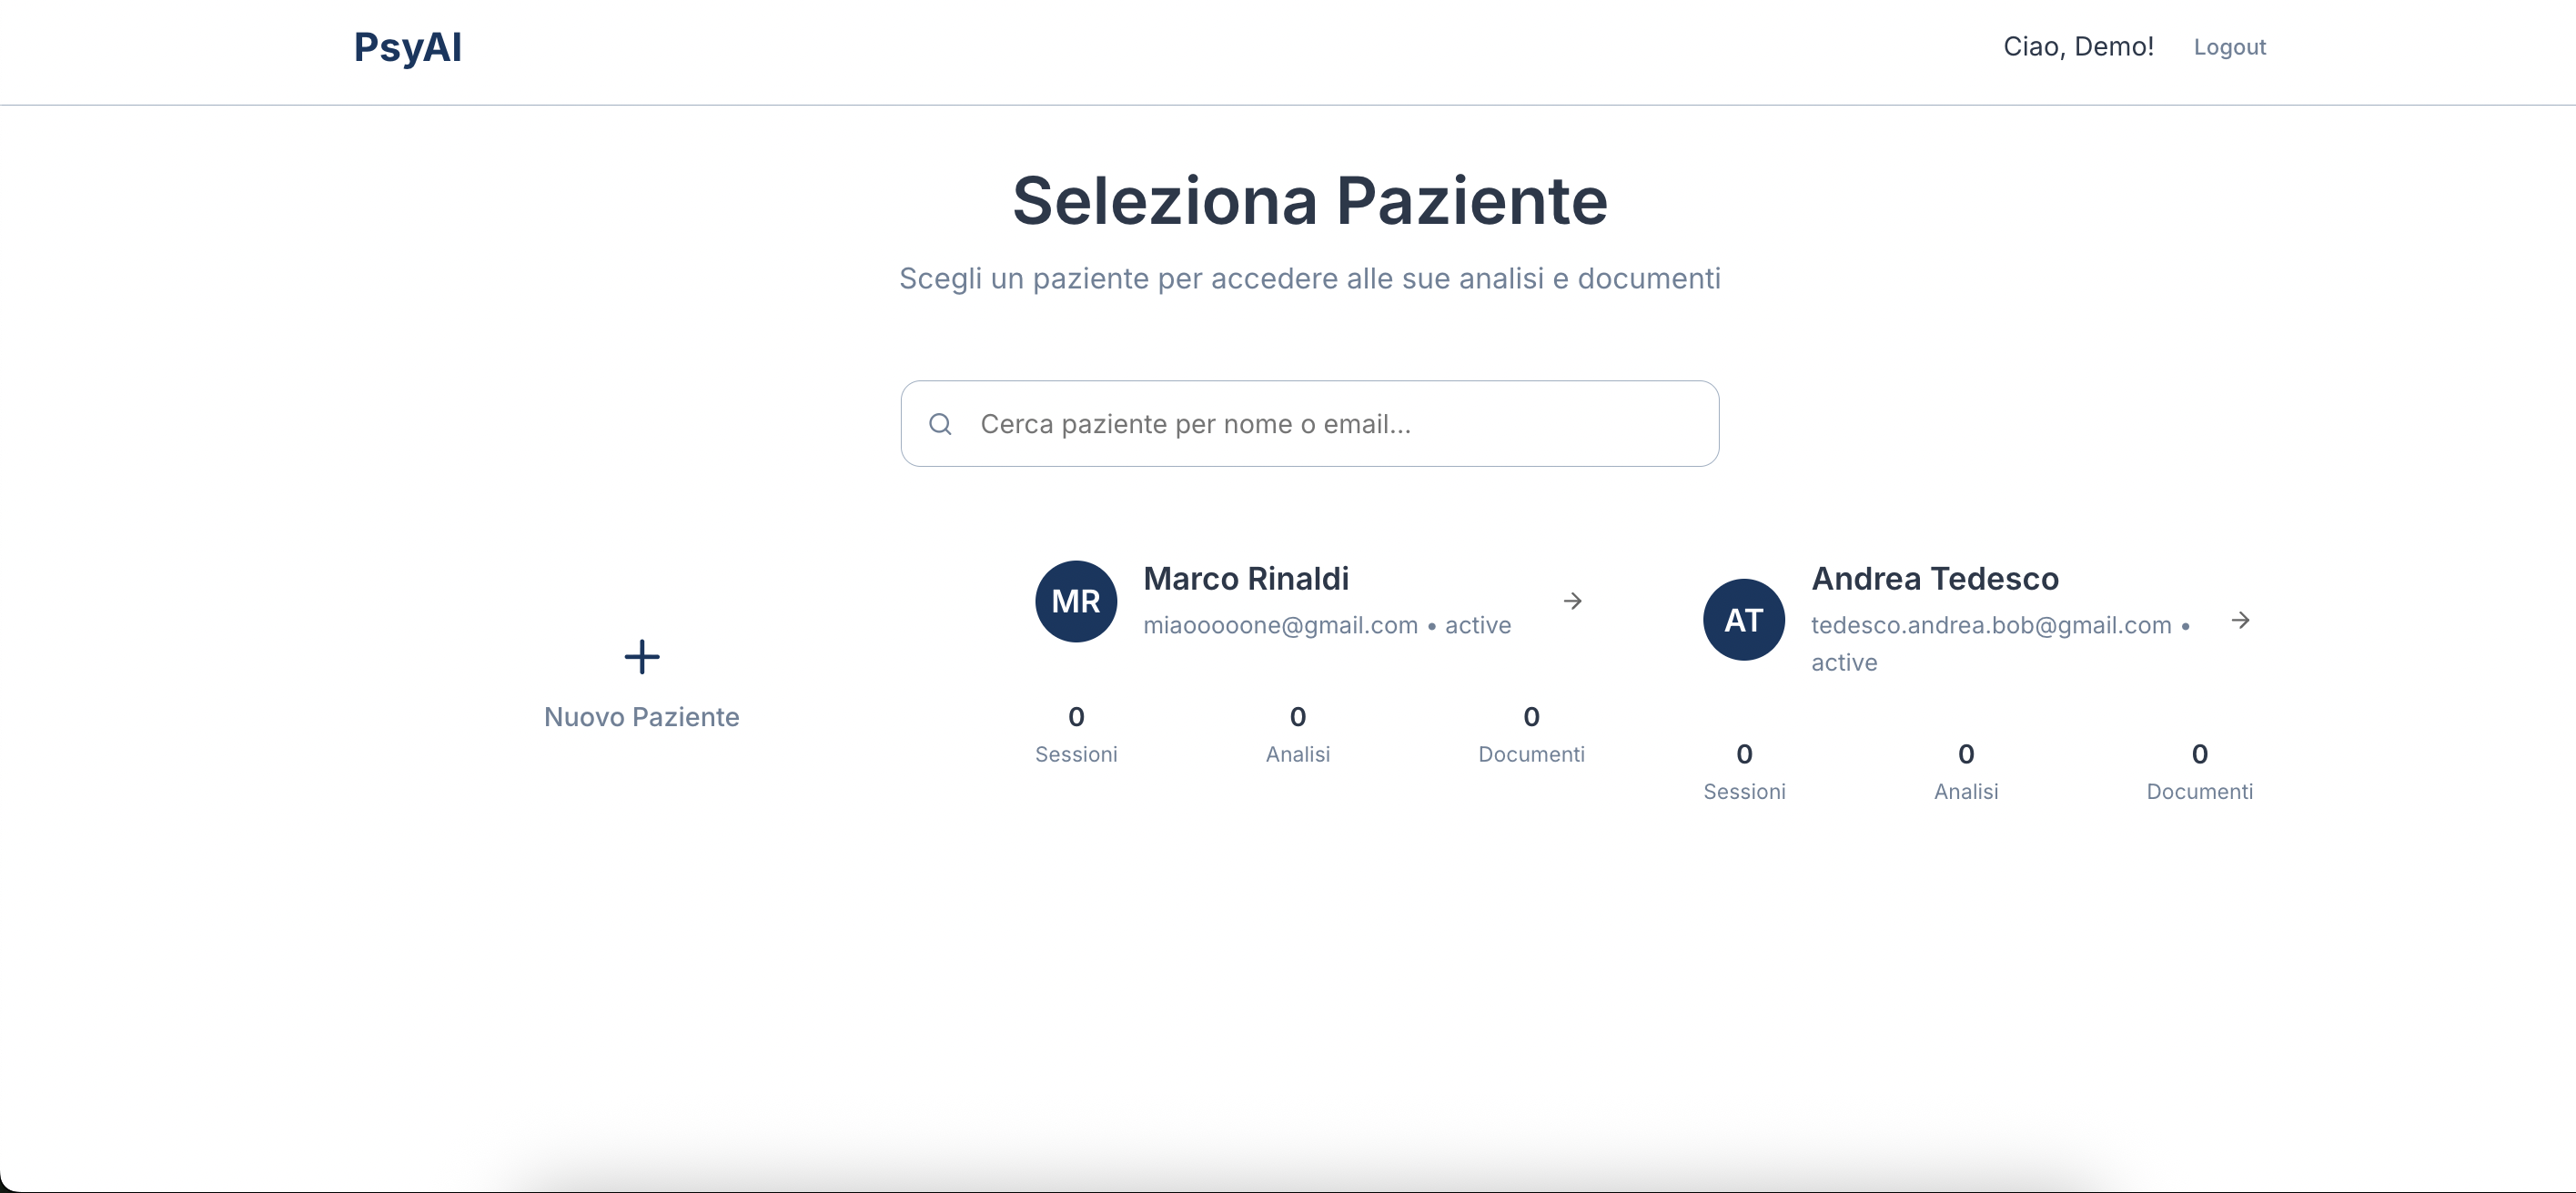 PsyAI
Ciao, Demo! Logout
Seleziona Paziente
Scegli un paziente per accedere alle sue analisi e documenti
Cerca paziente per nome o email...
Nuovo Paziente
MR
Marco Rinaldi
miaooooone@gmail.com • active
0 0 0
Sessioni Analisi Documenti
AT
Andrea Tedesco
tedesco.andrea.bob@gmail.com •
active
0 0 0
Sessioni Analisi Documenti